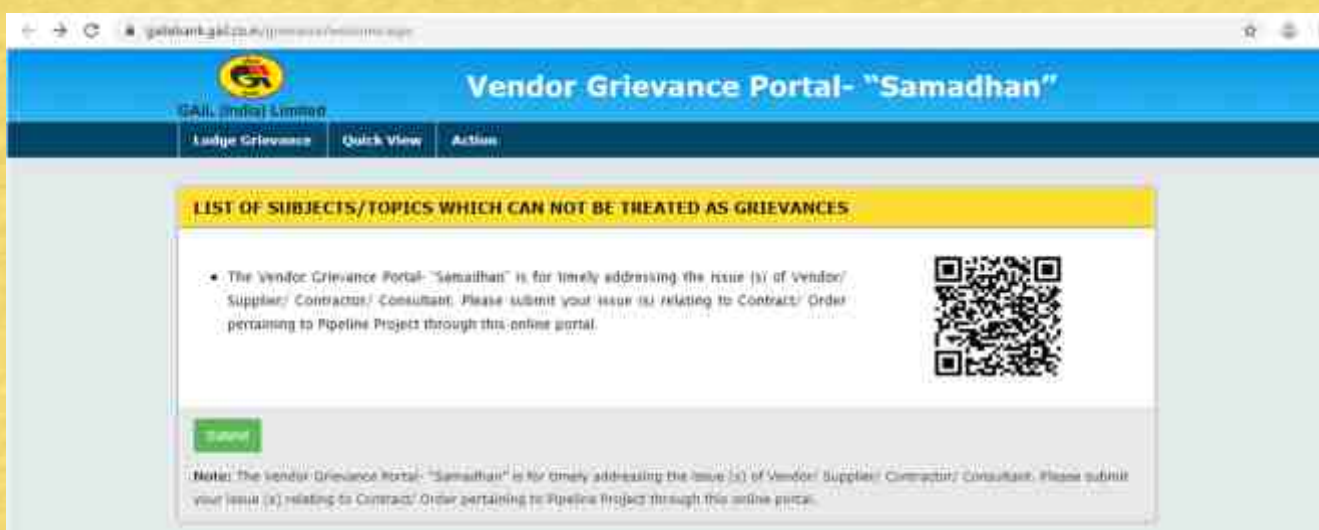 Vendor Grievance Portal- "Samadhan"
GAIL (India) Limited
Lodge Grievance Quick View Action
LIST OF SUBJECTS/TOPICS WHICH CAN NOT BE TREATED AS GRIEVANCES
• The Vendor Grievance Portal- "Samadhan" is for timely addressing the issue (s) of Vendor/
Supplier/ Contractor/ Consultant. Please submit your issue (s) relating to Contract/ Order
pertaining to Pipeline Project through this online portal.
Submit
Note: The Vendor Grievance Portal- "Samadhan" is for timely addressing the issue (s) of Vendor/ Supplier/ Contractor/ Consultant. Please submit
your issue (s) relating to Contract/ Order pertaining to Pipeline Project through this online portal.